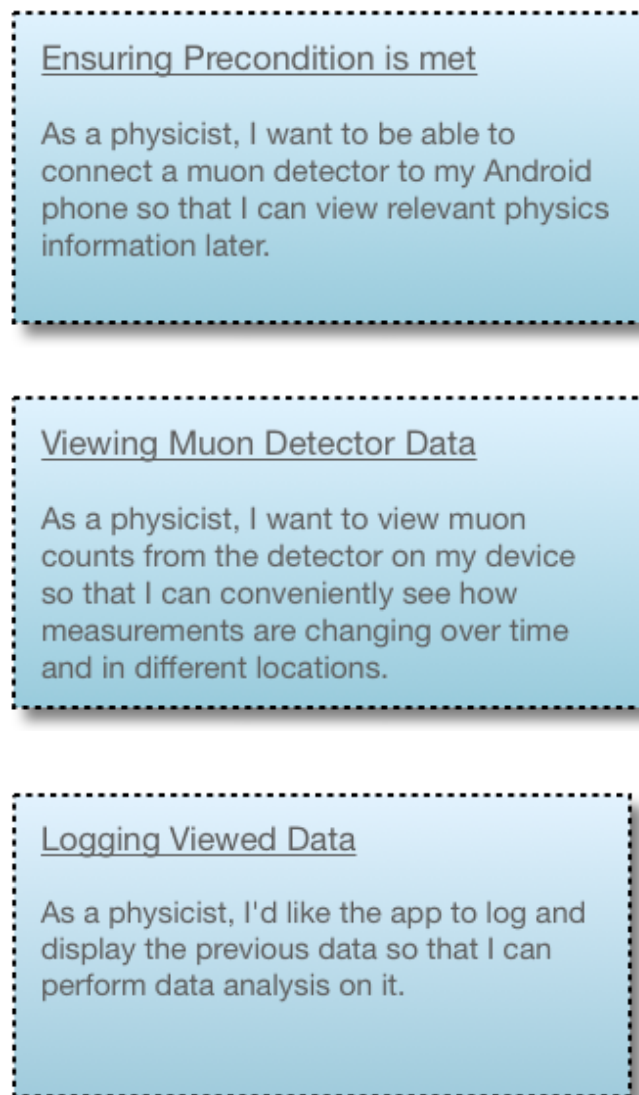 Ensuring Precondition is met
As a physicist, I want to be able to
connect a muon detector to my Android
phone so that I can view relevant physics
information later.
Viewing Muon Detector Data
As a physicist, I want to view muon
counts from the detector on my device
so that I can conveniently see how
measurements are changing over time
and in different locations.
Logging Viewed Data
As a physicist, I'd like the app to log and
display the previous data so that I can
perform data analysis on it.